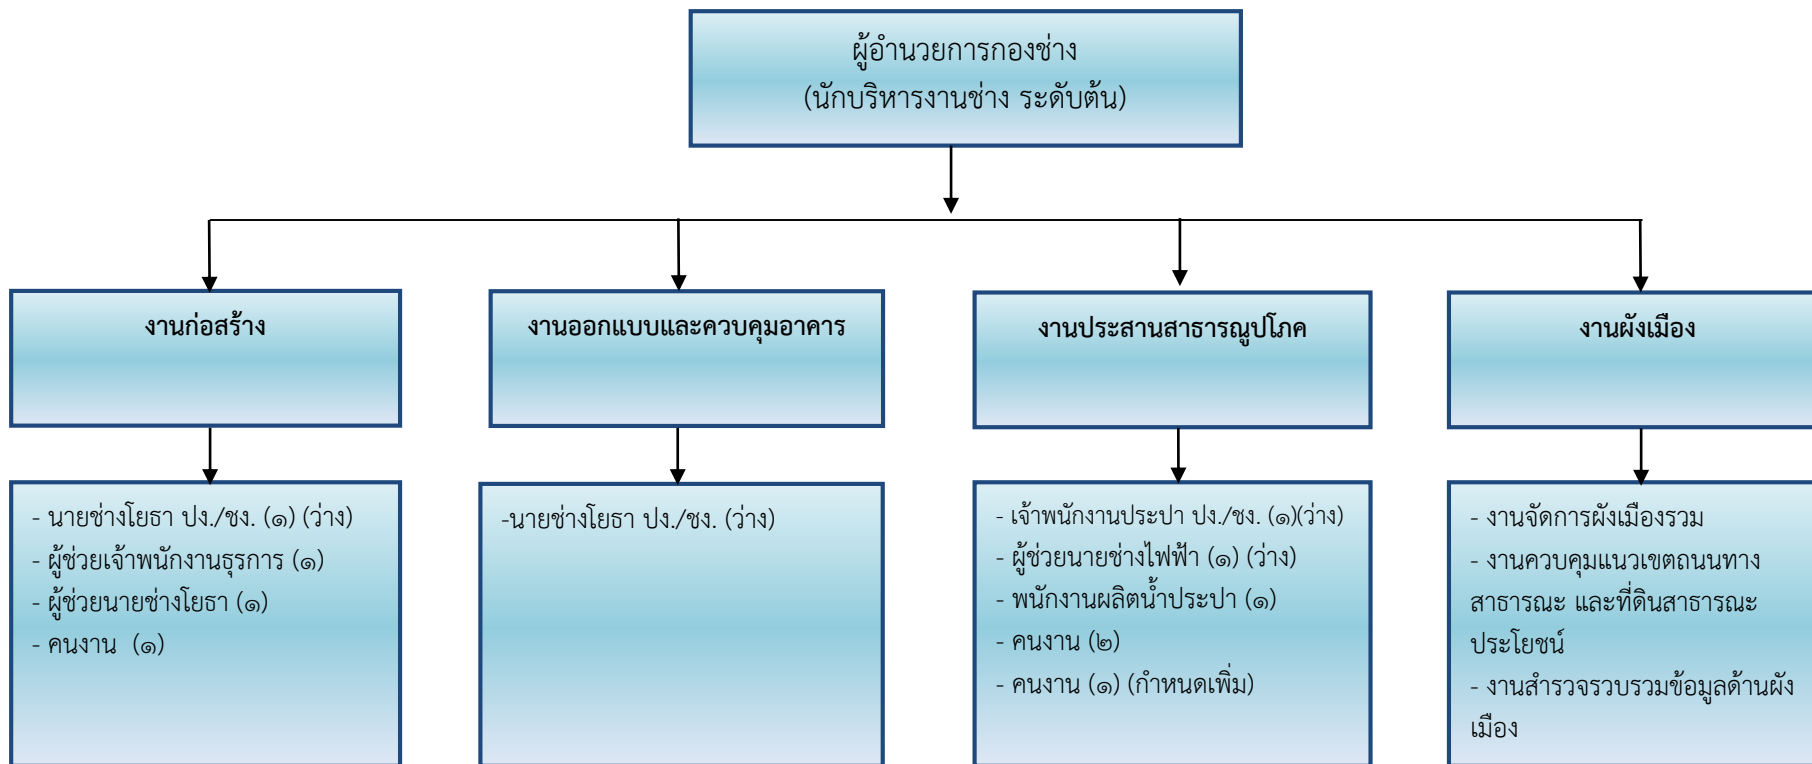 ผู้อำนวยการกองช่าง
(นักบริหารงานช่าง ระดับต้น)
งานก่อสร้าง
งานออกแบบและควบคุมอาคาร
งานประสานสาธารณูปโภค
งานผังเมือง
- นายช่างโยธา ปง./ชง. (๑) (ว่าง)
- ผู้ช่วยเจ้าพนักงานธุรการ (๑)
- ผู้ช่วยนายช่างโยธา (๑)
- คนงาน (๑)
-นายช่างโยธา ปง./ชง. (ว่าง)
- เจ้าพนักงานประปา ปง./ชง. (๑)(ว่าง)
- ผู้ช่วยนายช่างไฟฟ้า (๑) (ว่าง)
- พนักงานผลิตน้ำประปา (๑)
- คนงาน (๒)
- คนงาน (๑) (กำหนดเพิ่ม)
- งานจัดการผังเมืองรวม
- งานควบคุมแนวเขตถนนทาง
สาธารณะ และที่ดินสาธารณะ
ประโยชน์
- งานสำรวจรวบรวมข้อมูลด้านผัง
เมือง